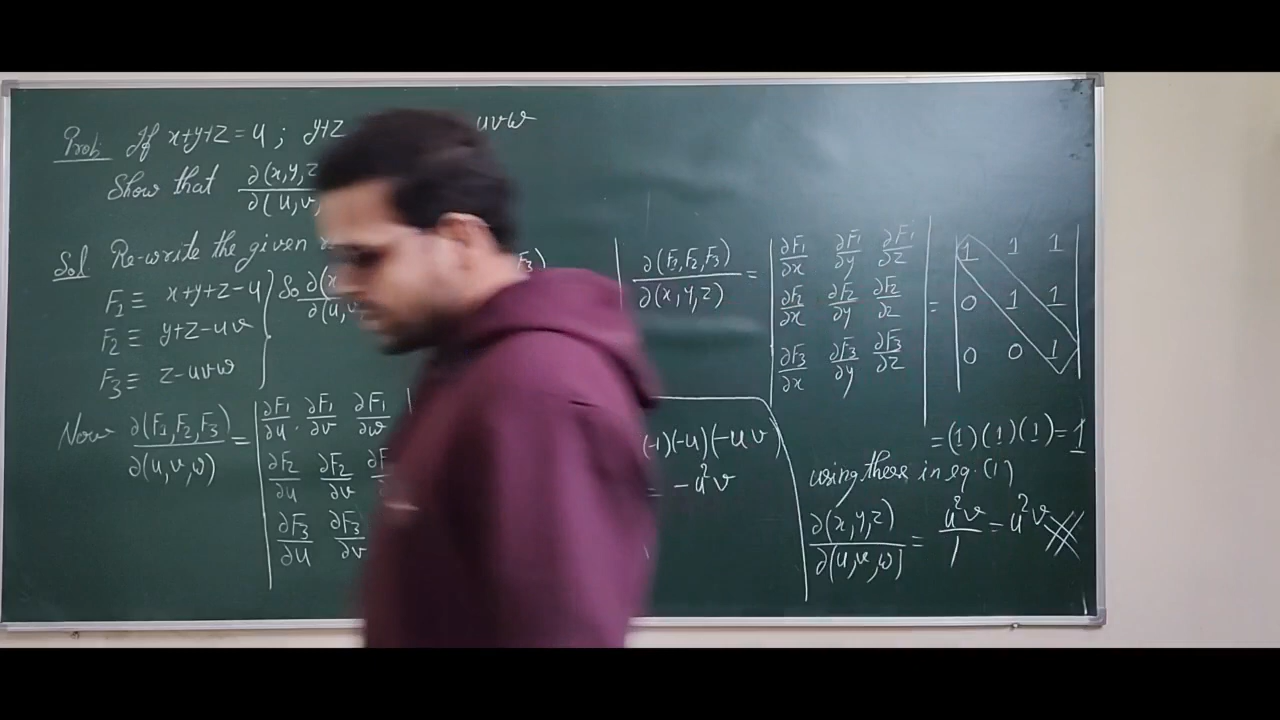 Prob. If x+y+z = u ; y+z uvw
Show that ∂(x,y,z / ∂(u,v,
Sol Re-write the given
F₁ ≡ x+y+z-u
F₂ ≡ y+z-uv
F₃ ≡ z-uvw
So ∂(x / ∂(u,v F₃)
Now ∂(F₁,F₂,F₃) / ∂(u,v,w) =
∂F₁/∂u ∂F₁/∂v ∂F₁/∂w
∂F₂/∂u ∂F₂/∂v
∂F₃/∂u ∂F₃/∂v
(-1)(-u)(-uv)
= -u²v
∂(F₁,F₂,F₃) / ∂(x,y,z) =
∂F₁/∂x ∂F₁/∂y ∂F₁/∂z
∂F₂/∂x ∂F₂/∂y ∂F₂/∂z
∂F₃/∂x ∂F₃/∂y ∂F₃/∂z
=
1 1 1
0 1 1
0 0 1
= (1)(1)(1) = 1
using these in eq. (1)
∂(x,y,z) / ∂(u,v,w) = u²v / 1 = u²v